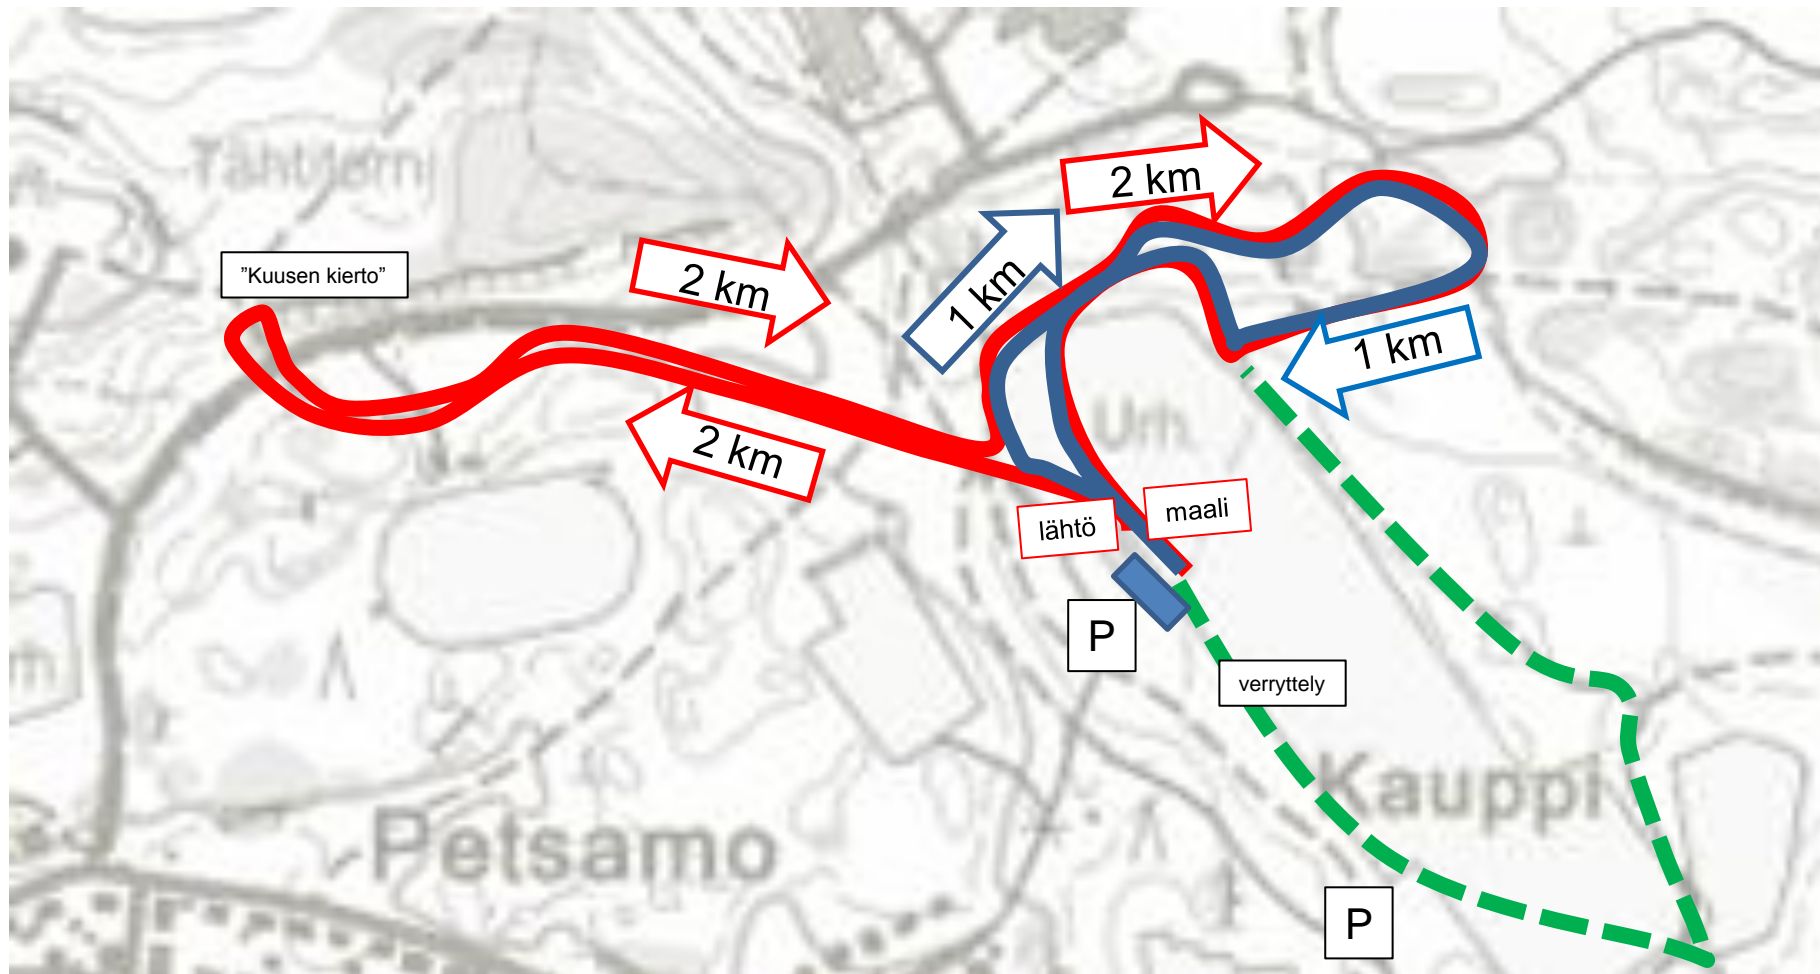 2 km
Tähtitorni
"Kuusen kierto"
2 km
1 km
1 km
Urh.
2 km
lähtö
maali
P
verryttely
Kauppi
Petsamo
P